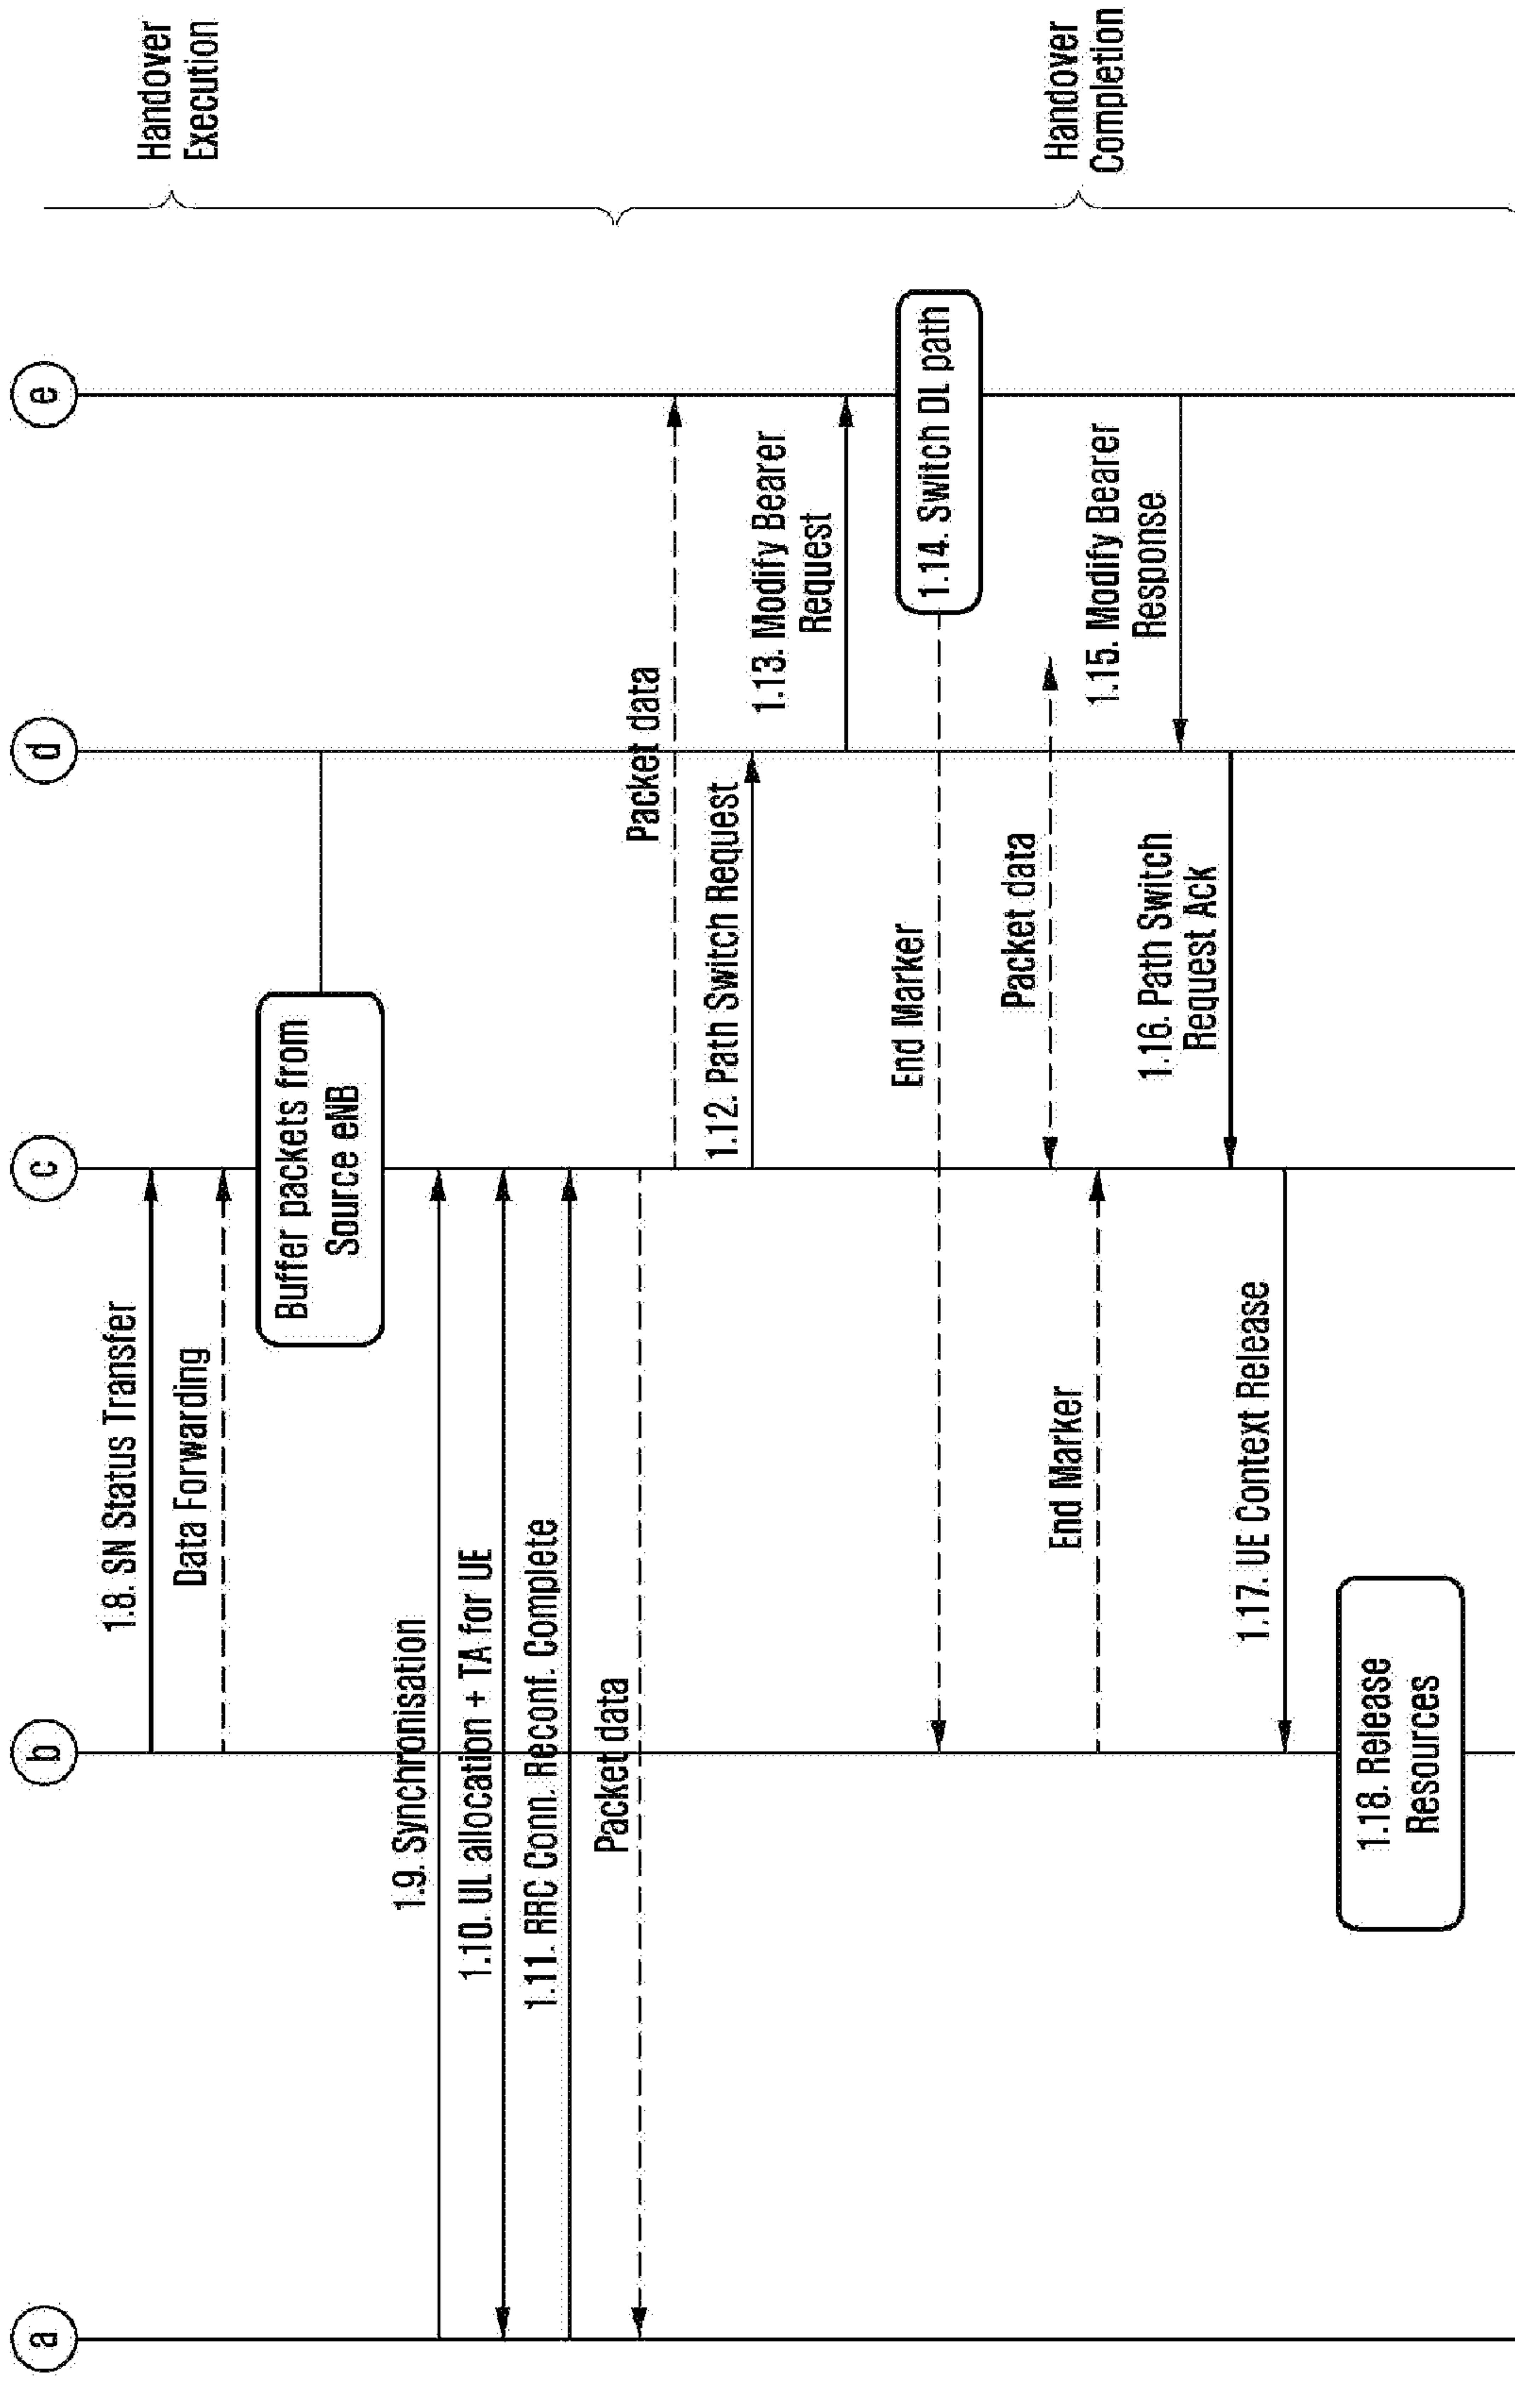 a
b
c
d
e
1.8. SN Status Transfer
Data Forwarding
Buffer packets from
Source eNB
Handover
Execution
1.9. Synchronisation
1.10. UL allocation + TA for UE
1.11. RRC Conn. Reconf. Complete
Packet data
Packet data
1.12. Path Switch Request
1.13. Modify Bearer
Request
End Marker
1.14. Switch DL path
Packet data
End Marker
Handover
Completion
1.15. Modify Bearer
Response
1.16. Path Switch
Request Ack
1.17. UE Context Release
1.18. Release
Resources